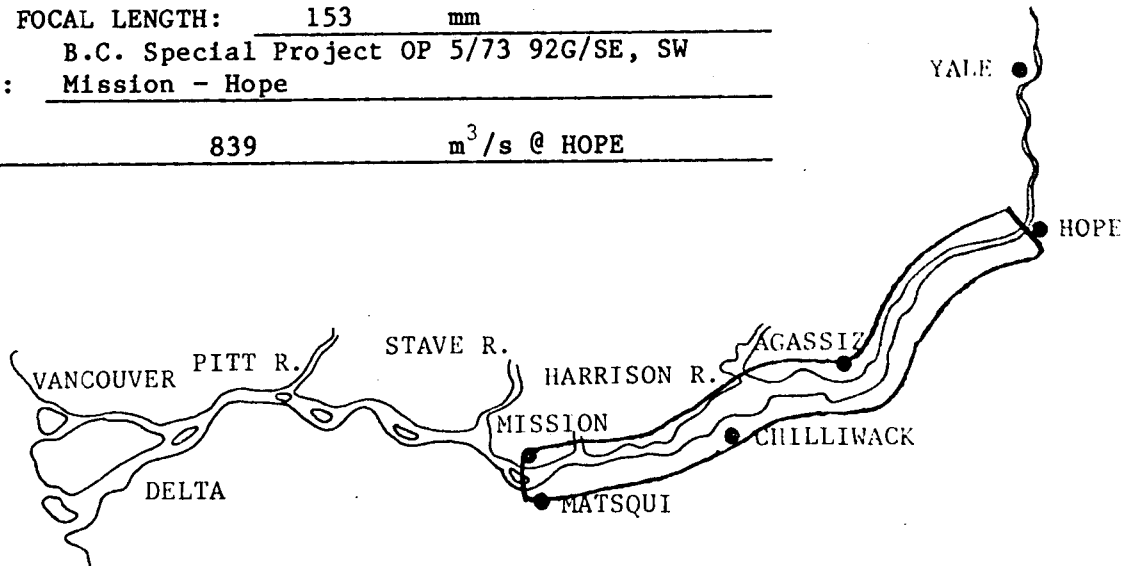 FOCAL LENGTH: 153 mm
B.C. Special Project OP 5/73 92G/SE, SW
: Mission - Hope
839 m³/s @ HOPE
YALE
HOPE
AGASSIZ
STAVE R.
PITT R.
HARRISON R.
VANCOUVER
MISSION
CHILLIWACK
DELTA
MATSQUI